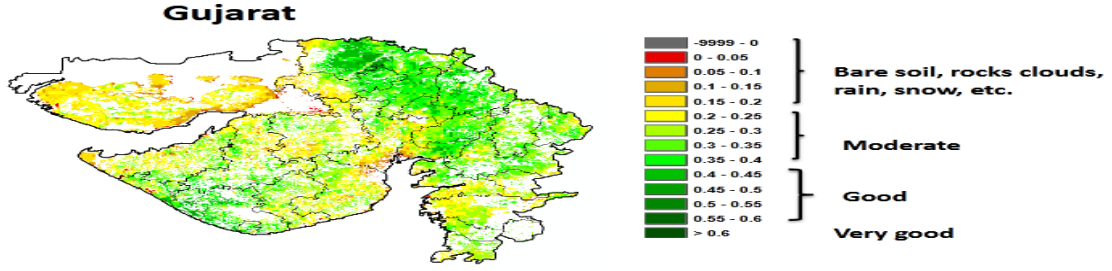 Gujarat
-9999 - 0
0 - 0.05
0.05 - 0.1
0.1 - 0.15
0.15 - 0.2
0.2 - 0.25
0.25 - 0.3
0.3 - 0.35
0.35 - 0.4
0.4 - 0.45
0.45 - 0.5
0.5 - 0.55
0.55 - 0.6
> 0.6
Bare soil, rocks clouds,
rain, snow, etc.
Moderate
Good
Very good